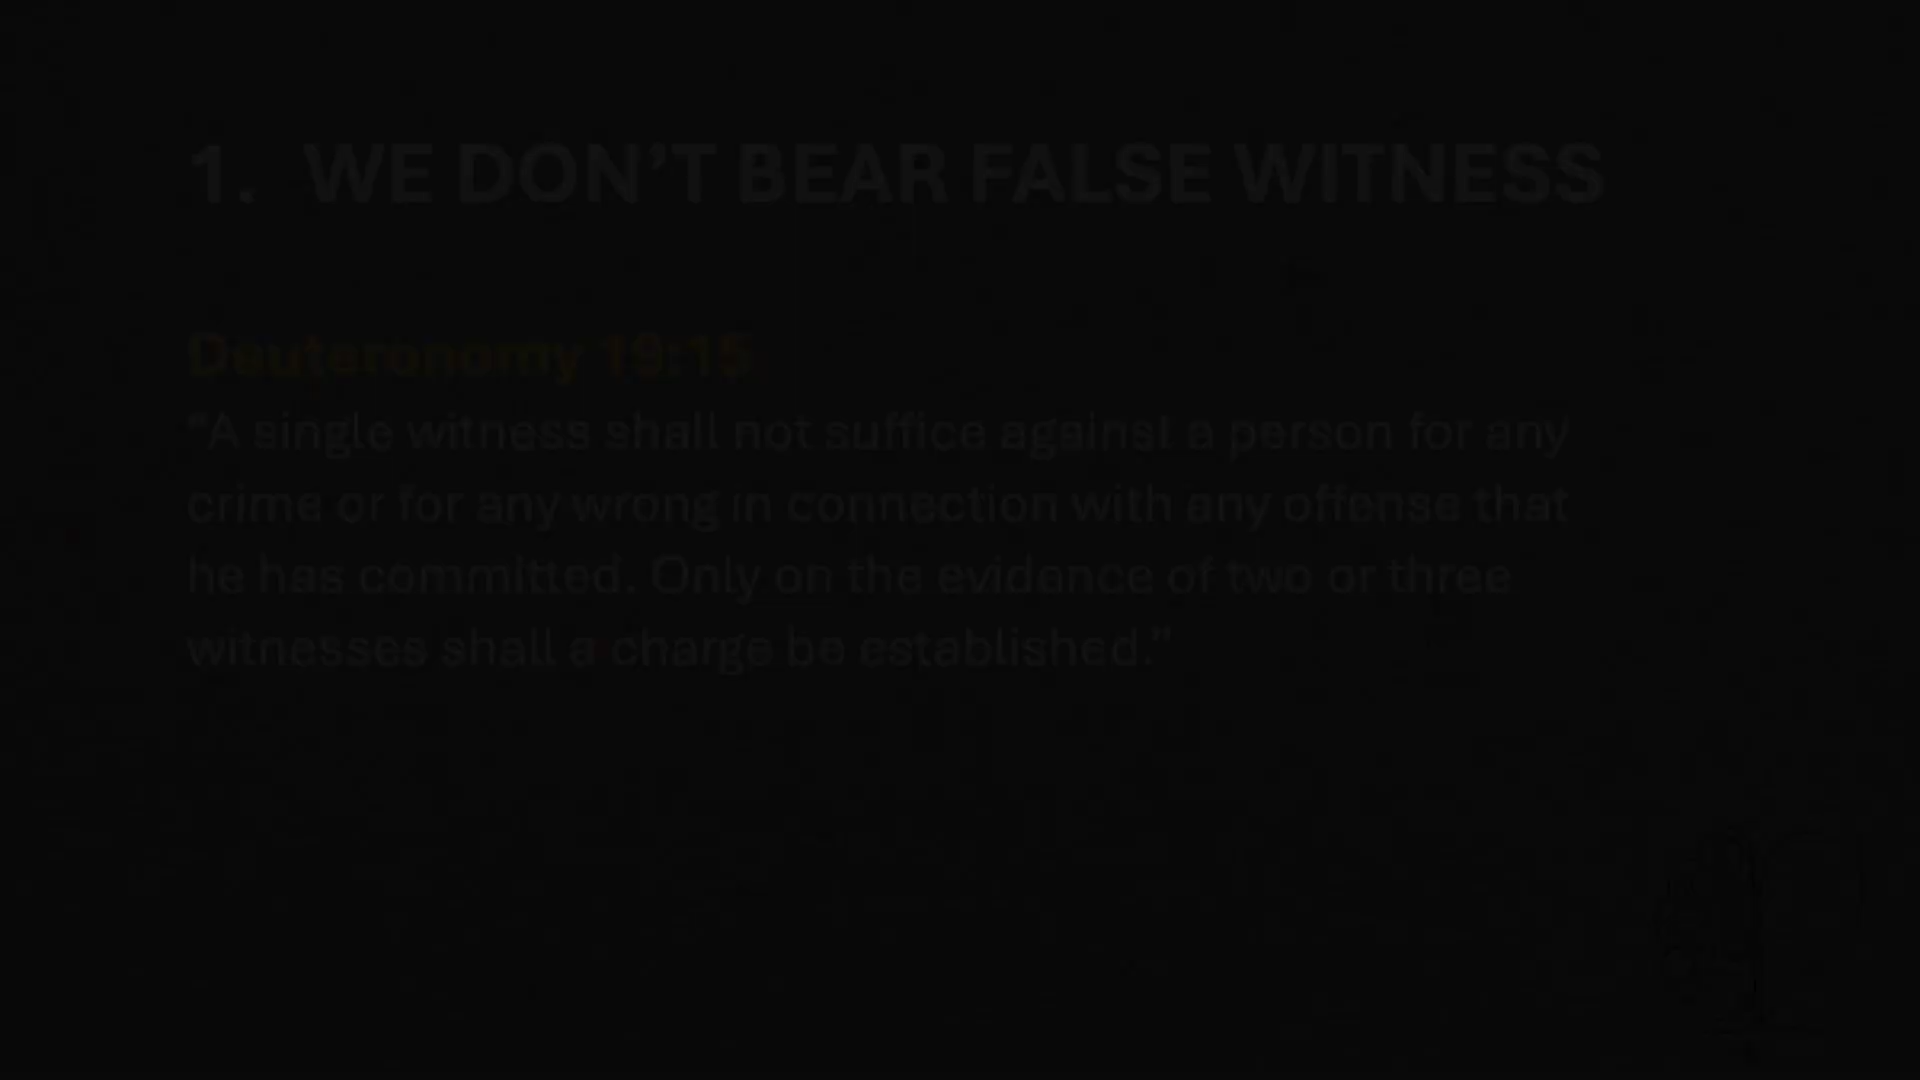 1. WE DON’T BEAR FALSE WITNESS
Deuteronomy 19:15
“A single witness shall not suffice against a person for any
crime or for any wrong in connection with any offense that
he has committed. Only on the evidence of two or three
witnesses shall a charge be established.”